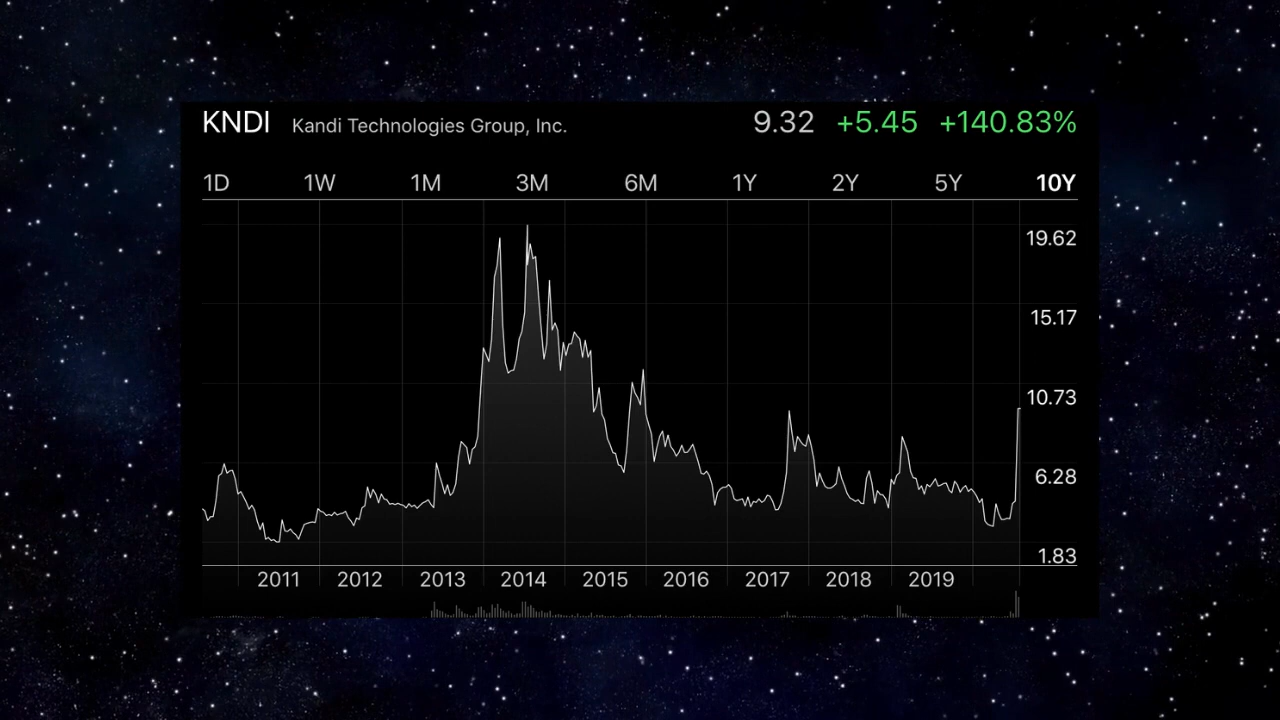 KNDI Kandi Technologies Group, Inc. 9.32 +5.45 +140.83%
1D 1W 1M 3M 6M 1Y 2Y 5Y 10Y
19.62
15.17
10.73
6.28
1.83
2011 2012 2013 2014 2015 2016 2017 2018 2019